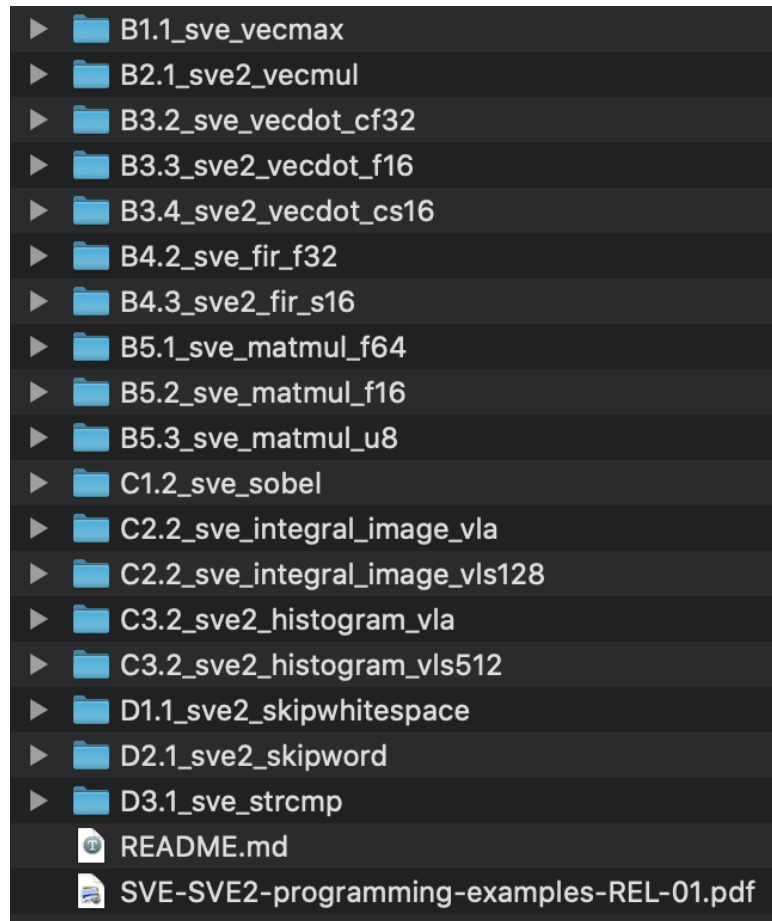 B1.1_sve_vecmax
B2.1_sve2_vecmul
B3.2_sve_vecdot_cf32
B3.3_sve2_vecdot_f16
B3.4_sve2_vecdot_cs16
B4.2_sve_fir_f32
B4.3_sve2_fir_s16
B5.1_sve_matmul_f64
B5.2_sve_matmul_f16
B5.3_sve_matmul_u8
C1.2_sve_sobel
C2.2_sve_integral_image_vla
C2.2_sve_integral_image_vls128
C3.2_sve2_histogram_vla
C3.2_sve2_histogram_vls512
D1.1_sve2_skipwhitespace
D2.1_sve2_skipword
D3.1_sve_strcmp
README.md
SVE-SVE2-programming-examples-REL-01.pdf